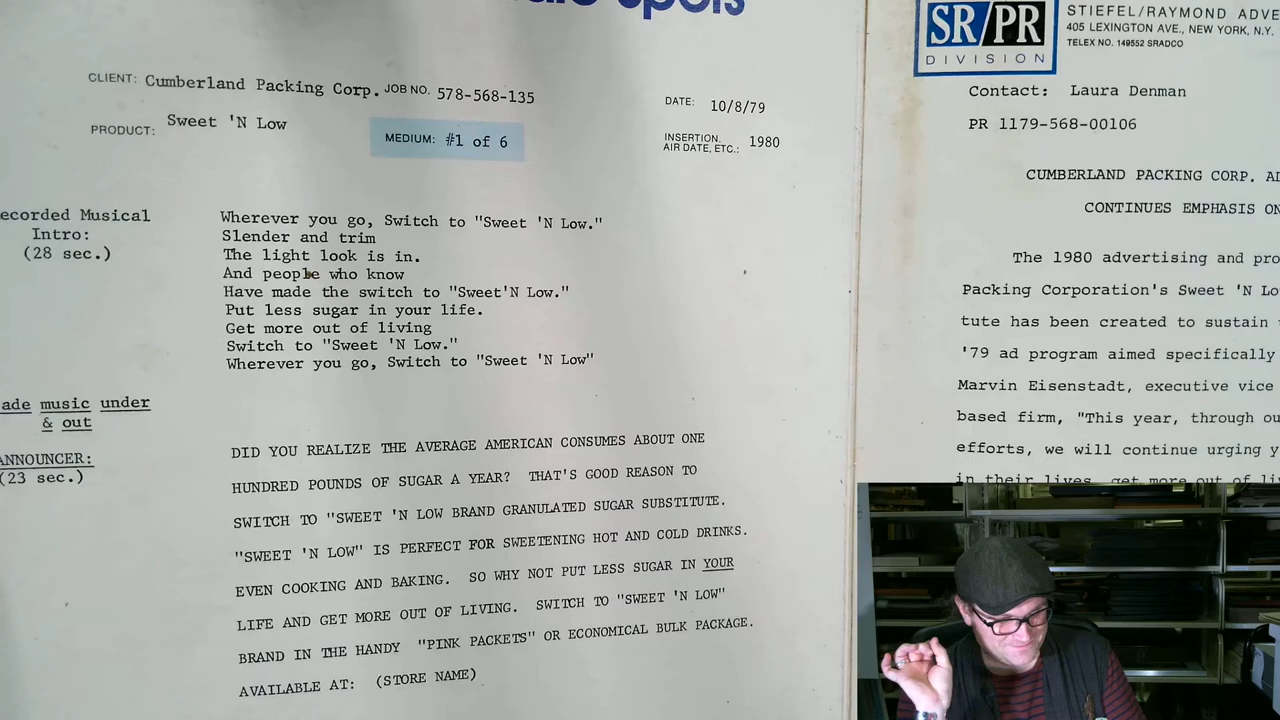 spots
CLIENT: Cumberland Packing Corp. JOB NO. 578-568-135
DATE: 10/8/79
PRODUCT: Sweet 'N Low
MEDIUM: #1 of 6
INSERTION,
AIR DATE, ETC.: 1980
Recorded Musical
Intro:
(28 sec.)
Wherever you go, Switch to "Sweet 'N Low."
Slender and trim
The light look is in.
And people who know
Have made the switch to "Sweet'N Low."
Put less sugar in your life.
Get more out of living
Switch to "Sweet 'N Low."
Wherever you go, Switch to "Sweet 'N Low"
ade music under
& out
ANNOUNCER:
(23 sec.)
DID YOU REALIZE THE AVERAGE AMERICAN CONSUMES ABOUT ONE
HUNDRED POUNDS OF SUGAR A YEAR? THAT'S GOOD REASON TO
SWITCH TO "SWEET 'N LOW BRAND GRANULATED SUGAR SUBSTITUTE.
"SWEET 'N LOW" IS PERFECT FOR SWEETENING HOT AND COLD DRINKS.
EVEN COOKING AND BAKING. SO WHY NOT PUT LESS SUGAR IN YOUR
LIFE AND GET MORE OUT OF LIVING. SWITCH TO "SWEET 'N LOW"
BRAND IN THE HANDY "PINK PACKETS" OR ECONOMICAL BULK PACKAGE.
AVAILABLE AT: (STORE NAME)
SR/PR
DIVISION
STIEFEL/RAYMOND ADVE
405 LEXINGTON AVE., NEW YORK, N.Y.
TELEX NO. 149552 SRADCO
Contact: Laura Denman
PR 1179-568-00106
CUMBERLAND PACKING CORP. AD
CONTINUES EMPHASIS ON
The 1980 advertising and pro
Packing Corporation's Sweet 'N Lo
tute has been created to sustain
'79 ad program aimed specifically
Marvin Eisenstadt, executive vice
based firm, "This year, through ou
efforts, we will continue urging y
in their lives, get more out of li